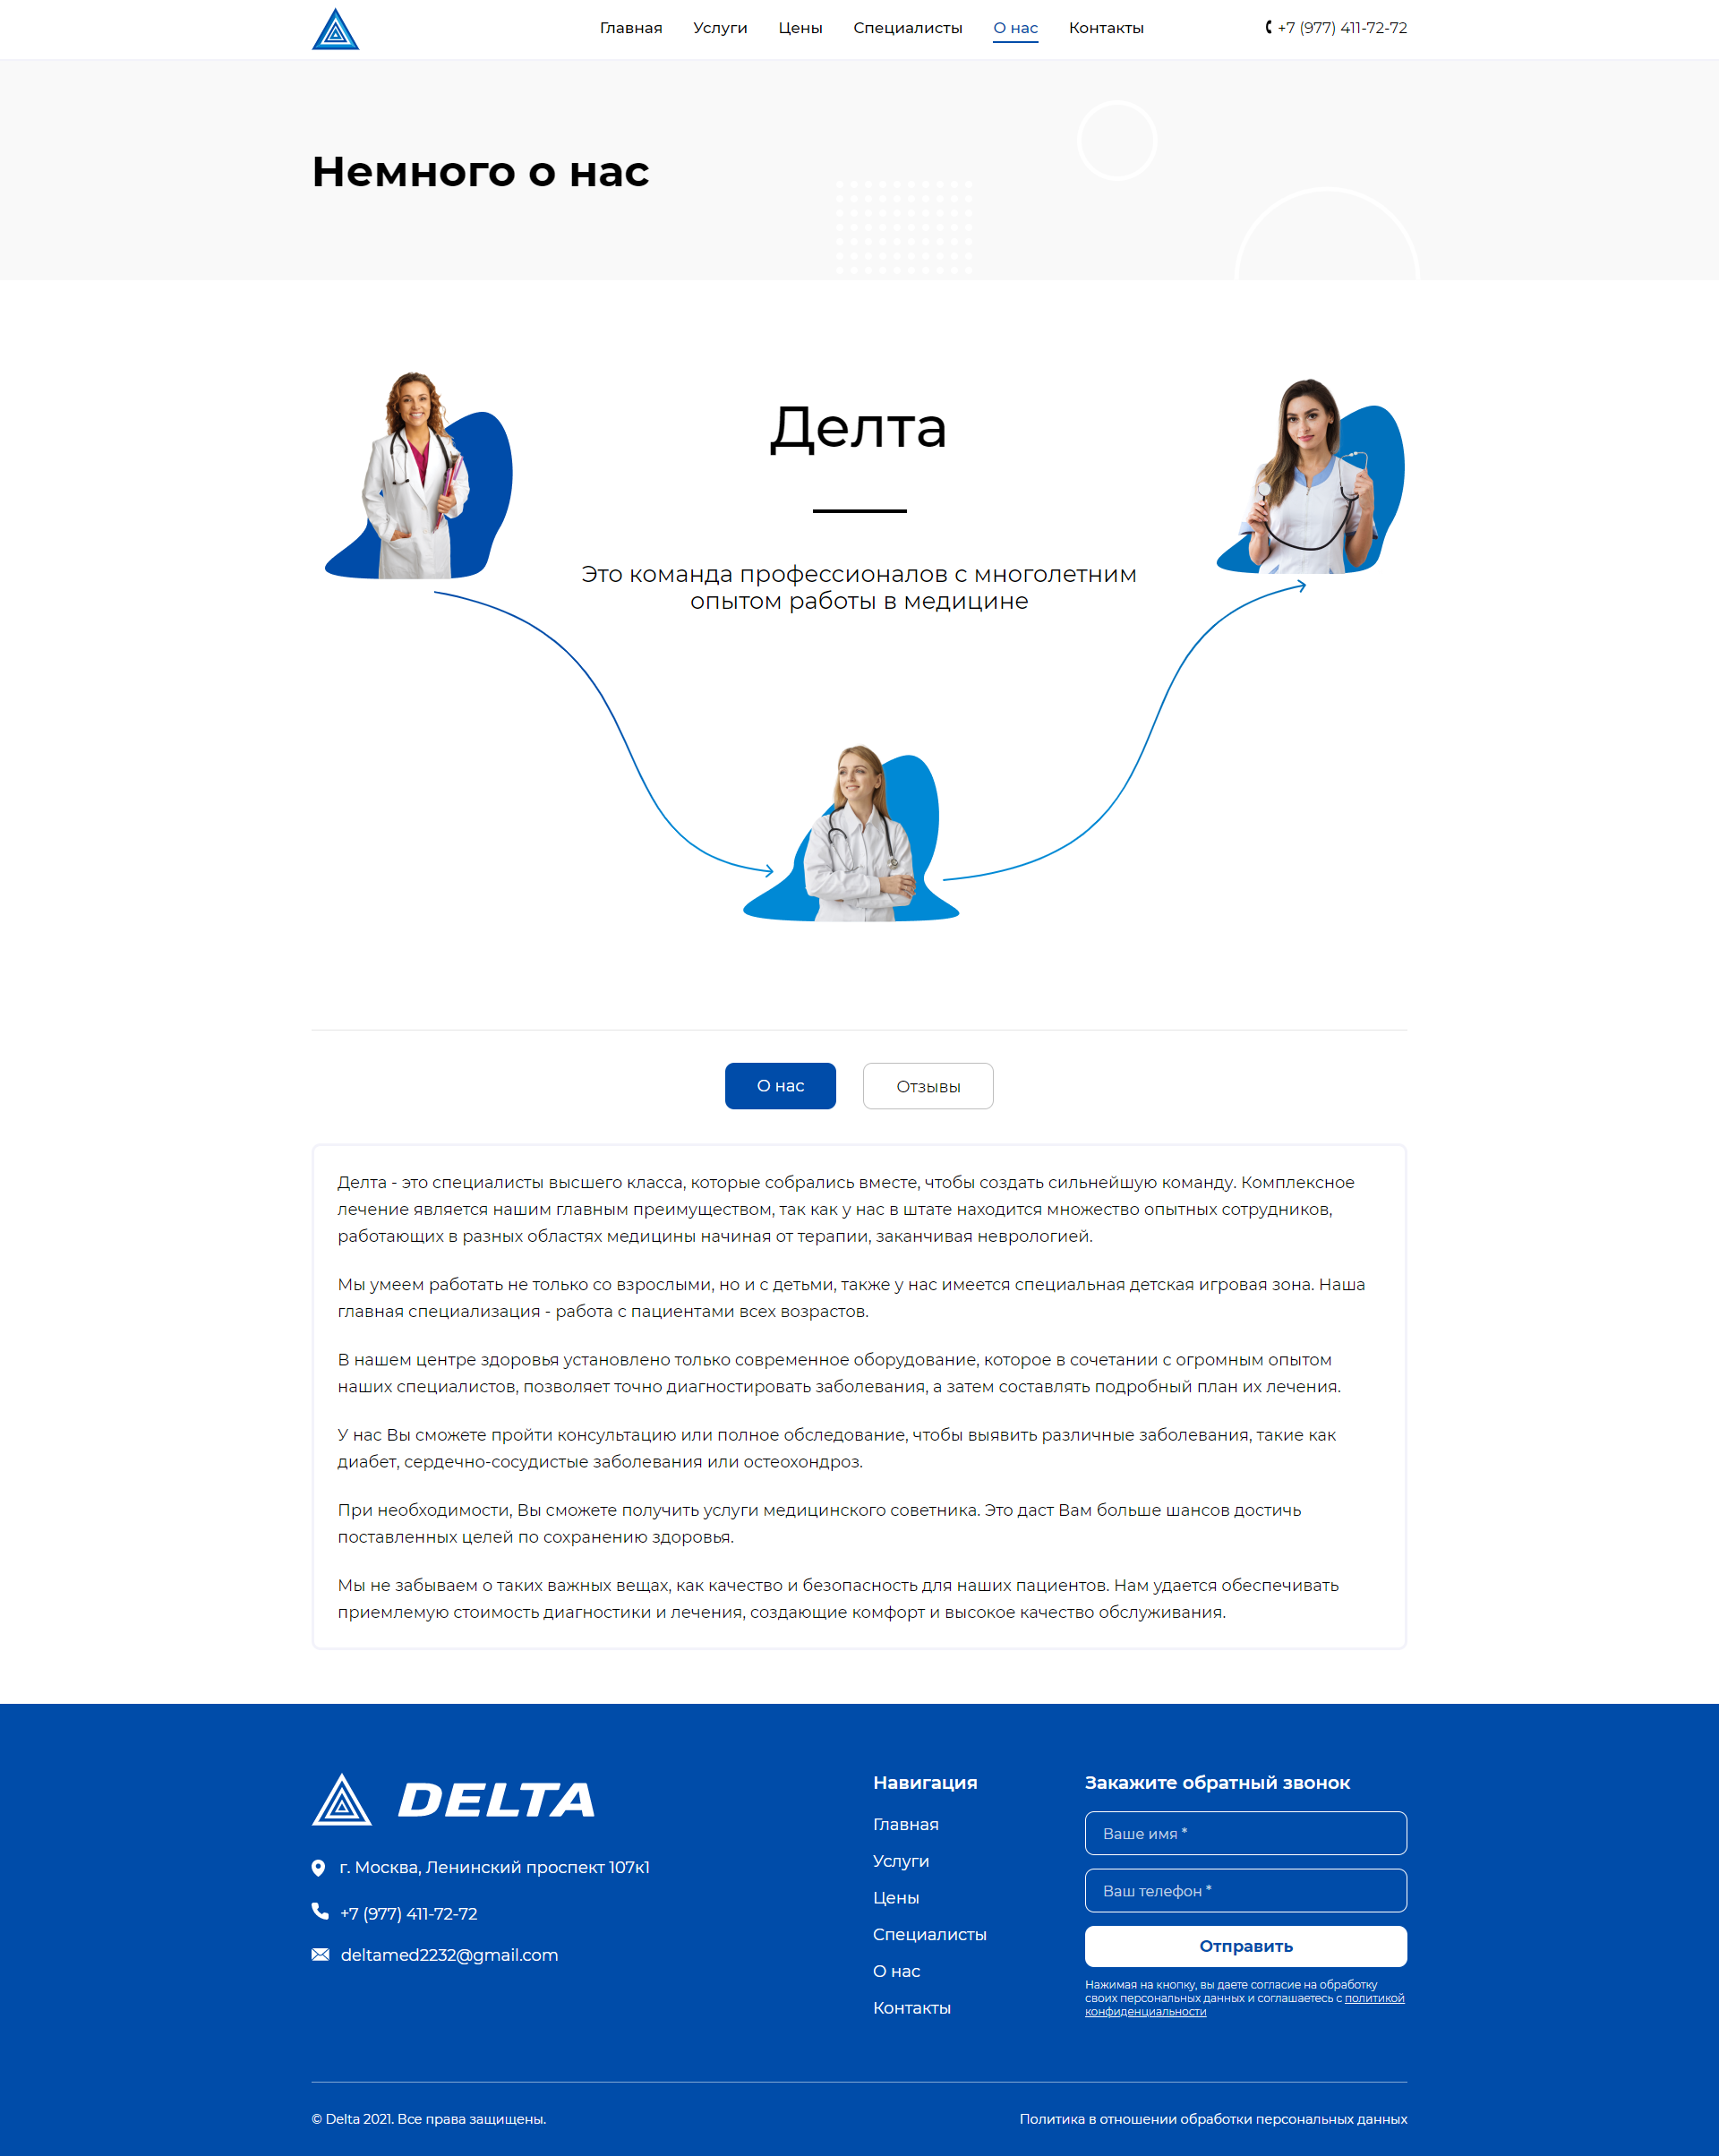 Главная Услуги Цены Специалисты О нас Контакты +7 (977) 411-72-72
Немного о нас
Делта
Это команда профессионалов с многолетним
опытом работы в медицине
О нас Отзывы
Делта - это специалисты высшего класса, которые собрались вместе, чтобы создать сильнейшую команду. Комплексное
лечение является нашим главным преимуществом, так как у нас в штате находится множество опытных сотрудников,
работающих в разных областях медицины начиная от терапии, заканчивая неврологией.
Мы умеем работать не только со взрослыми, но и с детьми, также у нас имеется специальная детская игровая зона. Наша
главная специализация - работа с пациентами всех возрастов.
В нашем центре здоровья установлено только современное оборудование, которое в сочетании с огромным опытом
наших специалистов, позволяет точно диагностировать заболевания, а затем составлять подробный план их лечения.
У нас Вы сможете пройти консультацию или полное обследование, чтобы выявить различные заболевания, такие как
диабет, сердечно-сосудистые заболевания или остеохондроз.
При необходимости, Вы сможете получить услуги медицинского советника. Это даст Вам больше шансов достичь
поставленных целей по сохранению здоровья.
Мы не забываем о таких важных вещах, как качество и безопасность для наших пациентов. Нам удается обеспечивать
приемлемую стоимость диагностики и лечения, создающие комфорт и высокое качество обслуживания.
DELTA
г. Москва, Ленинский проспект 107к1
+7 (977) 411-72-72
deltamed2232@gmail.com
Навигация
Главная
Услуги
Цены
Специалисты
О нас
Контакты
Закажите обратный звонок
Ваше имя *
Ваш телефон *
Отправить
Нажимая на кнопку, вы даете согласие на обработку
своих персональных данных и соглашаетесь с политикой
конфиденциальности
© Delta 2021. Все права защищены.
Политика в отношении обработки персональных данных